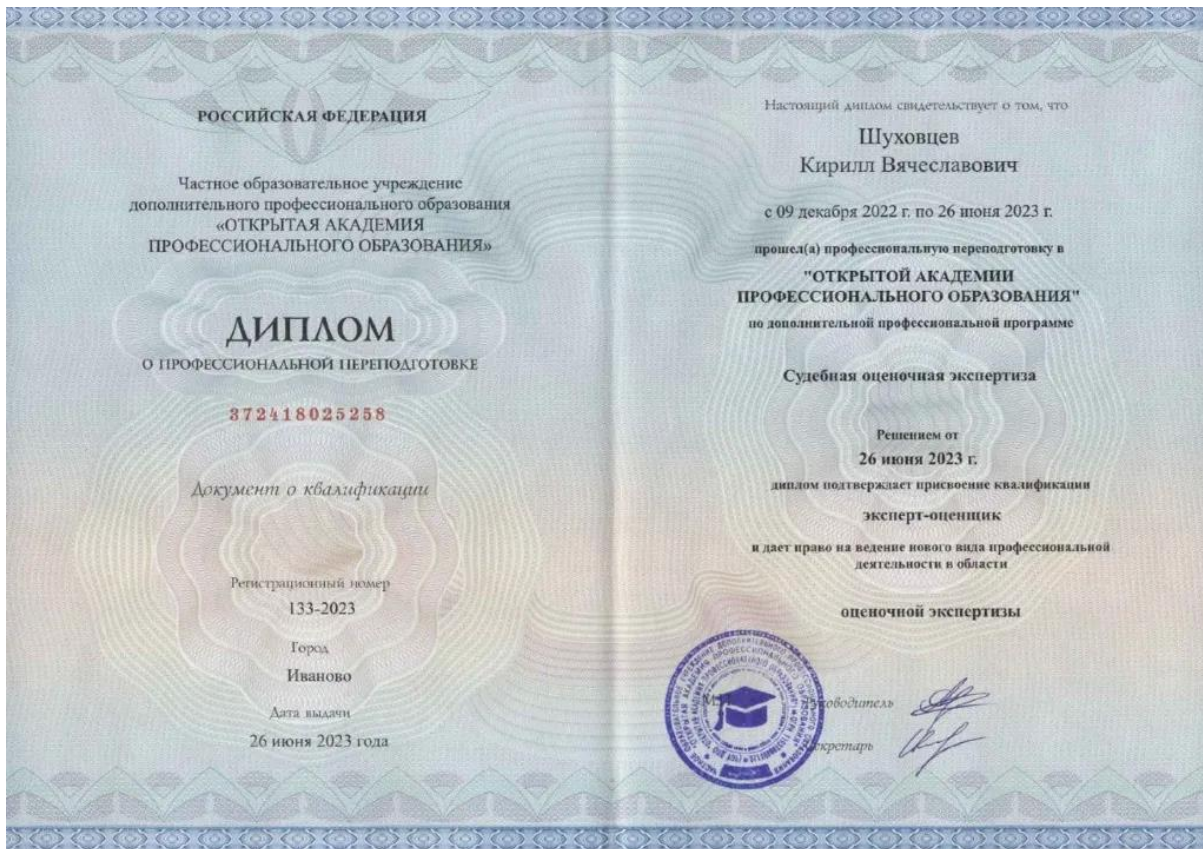 РОССИЙСКАЯ ФЕДЕРАЦИЯ
Частное образовательное учреждение
дополнительного профессионального образования
«ОТКРЫТАЯ АКАДЕМИЯ
ПРОФЕССИОНАЛЬНОГО ОБРАЗОВАНИЯ»
ДИПЛОМ
О ПРОФЕССИОНАЛЬНОЙ ПЕРЕПОДГОТОВКЕ
372418025258
Документ о квалификации
Регистрационный номер
133-2023
Город
Иваново
Дата выдачи
26 июня 2023 года
Настоящий диплом свидетельствует о том, что
Шуховцев
Кирилл Вячеславович
с 09 декабря 2022 г. по 26 июня 2023 г.
прошел(а) профессиональную переподготовку в
"ОТКРЫТОЙ АКАДЕМИИ
ПРОФЕССИОНАЛЬНОГО ОБРАЗОВАНИЯ"
по дополнительной профессиональной программе
Судебная оценочная экспертиза
Решением от
26 июня 2023 г.
диплом подтверждает присвоение квалификации
эксперт-оценщик
и дает право на ведение нового вида профессиональной
деятельности в области
оценочной экспертизы
М.П.
Руководитель
Секретарь